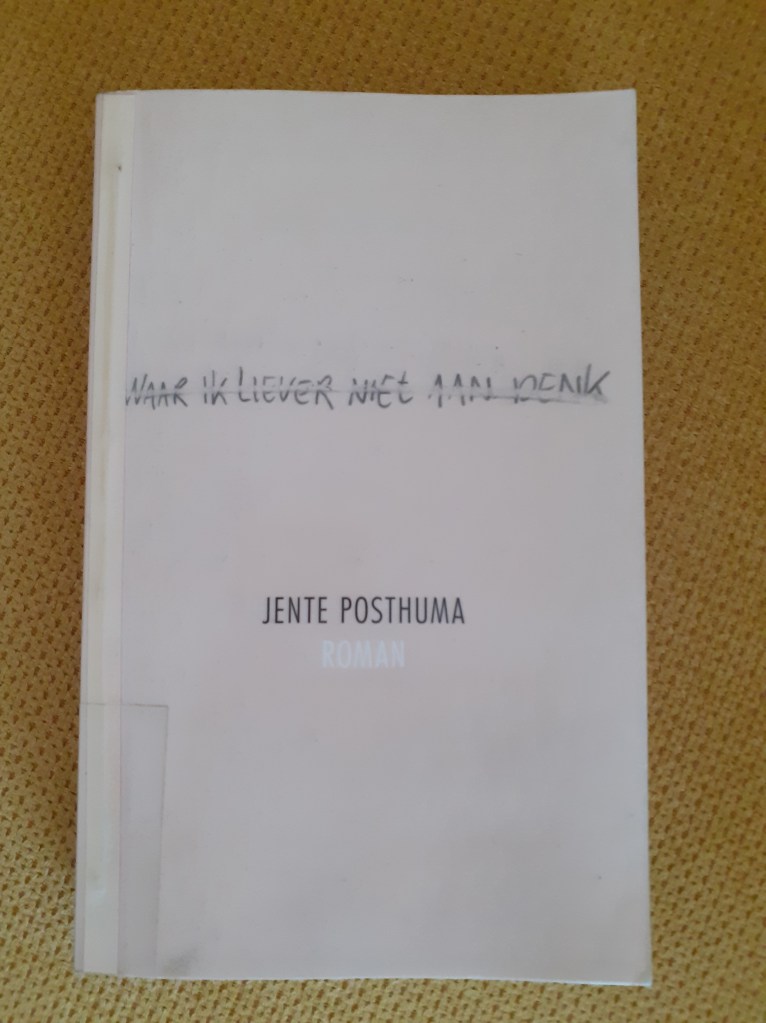 WAAR IK LIEVER NIEt AAN DENK
JENTE POSTHUMA
ROMAN